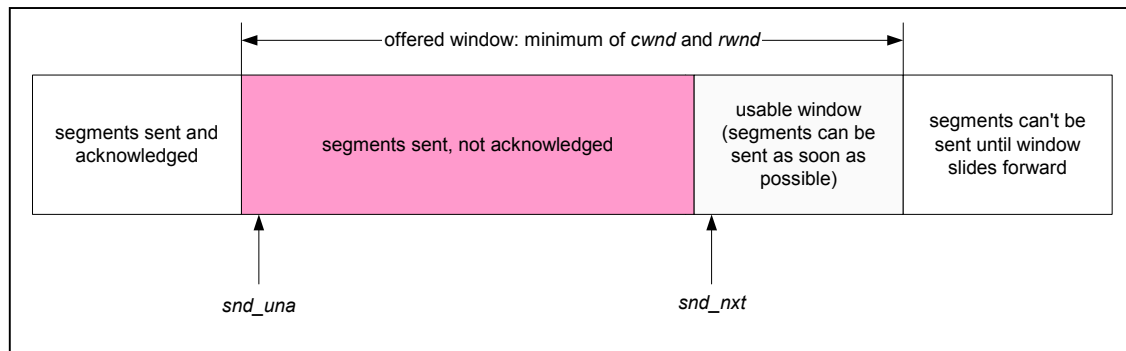 offered window: minimum of cwnd and rwnd
segments sent and
acknowledged
segments sent, not acknowledged
usable window
(segments can be
sent as soon as
possible)
segments can't be
sent until window
slides forward
snd_una
snd_nxt